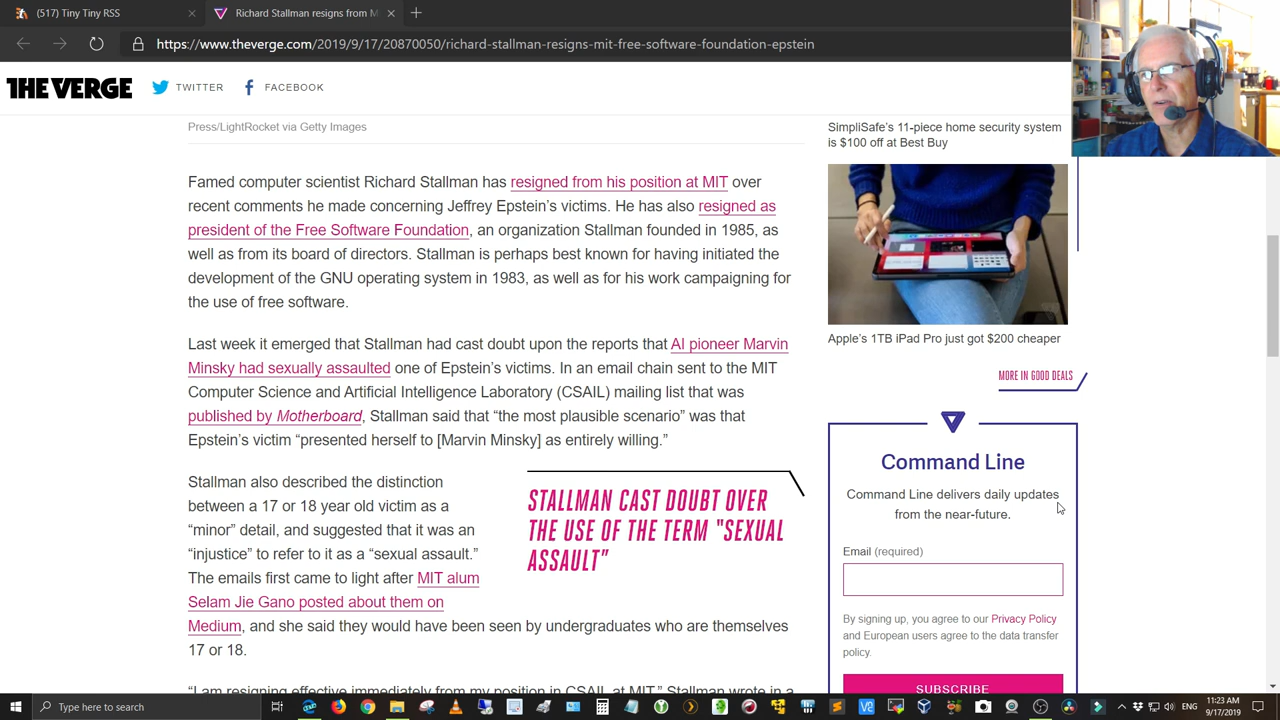 (517) Tiny Tiny RSS
Richard Stallman resigns from M
https://www.theverge.com/2019/9/17/20870050/richard-stallman-resigns-mit-free-software-foundation-epstein
THE VERGE
TWITTER
FACEBOOK
Press/LightRocket via Getty Images
Famed computer scientist Richard Stallman has resigned from his position at MIT over
recent comments he made concerning Jeffrey Epstein’s victims. He has also resigned as
president of the Free Software Foundation, an organization Stallman founded in 1985, as
well as from its board of directors. Stallman is perhaps best known for having initiated the
development of the GNU operating system in 1983, as well as for his work campaigning for
the use of free software.
Last week it emerged that Stallman had cast doubt upon the reports that AI pioneer Marvin
Minsky had sexually assaulted one of Epstein’s victims. In an email chain sent to the MIT
Computer Science and Artificial Intelligence Laboratory (CSAIL) mailing list that was
published by Motherboard, Stallman said that “the most plausible scenario” was that
Epstein’s victim “presented herself to [Marvin Minsky] as entirely willing.”
Stallman also described the distinction
between a 17 or 18 year old victim as a
“minor” detail, and suggested that it was an
“injustice” to refer to it as a “sexual assault.”
The emails first came to light after MIT alum
Selam Jie Gano posted about them on
Medium, and she said they would have been seen by undergraduates who are themselves
17 or 18.
STALLMAN CAST DOUBT OVER
THE USE OF THE TERM "SEXUAL
ASSAULT”
“I am resigning effective immediately from my position in CSAIL at MIT,” Stallman wrote in a
SimpliSafe’s 11-piece home security system
is $100 off at Best Buy
Apple’s 1TB iPad Pro just got $200 cheaper
MORE IN GOOD DEALS
Command Line
Command Line delivers daily updates
from the near-future.
Email (required)
By signing up, you agree to our Privacy Policy
and European users agree to the data transfer
policy.
SUBSCRIBE
Type here to search
ENG
11:23 AM
9/17/2019